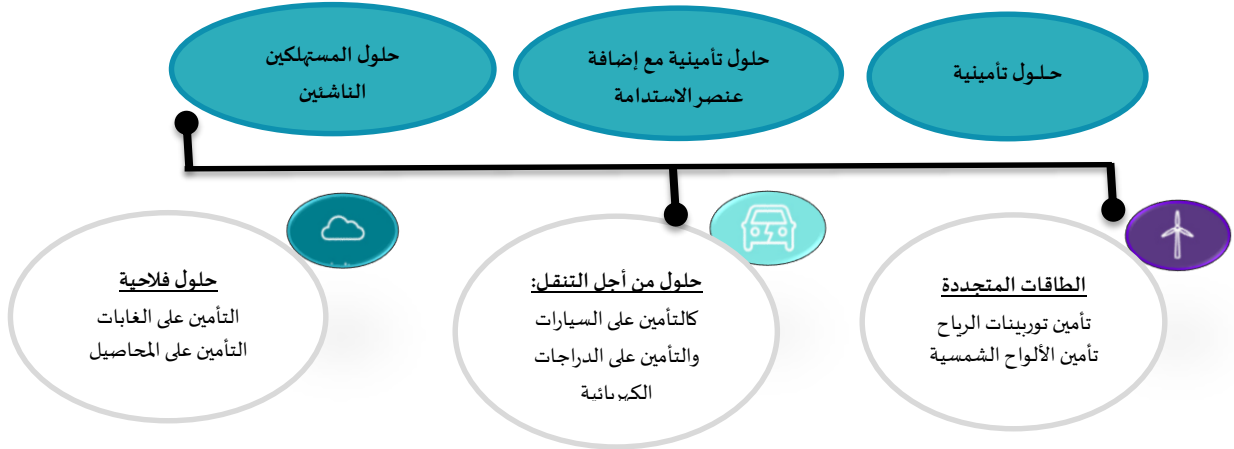 حلول تأمينية
حلول تأمينية مع إضافة
عنصر الاستدامة
حلول المستهلكين
الناشئين
الطاقات المتجددة
تأمين توربينات الرياح
تأمين الألواح الشمسية
حلول من أجل التنقل:
كالتأمين على السيارات
والتأمين على الدراجات
الكهربائية
حلول فلاحية
التأمين على الغابات
التأمين على المحاصيل